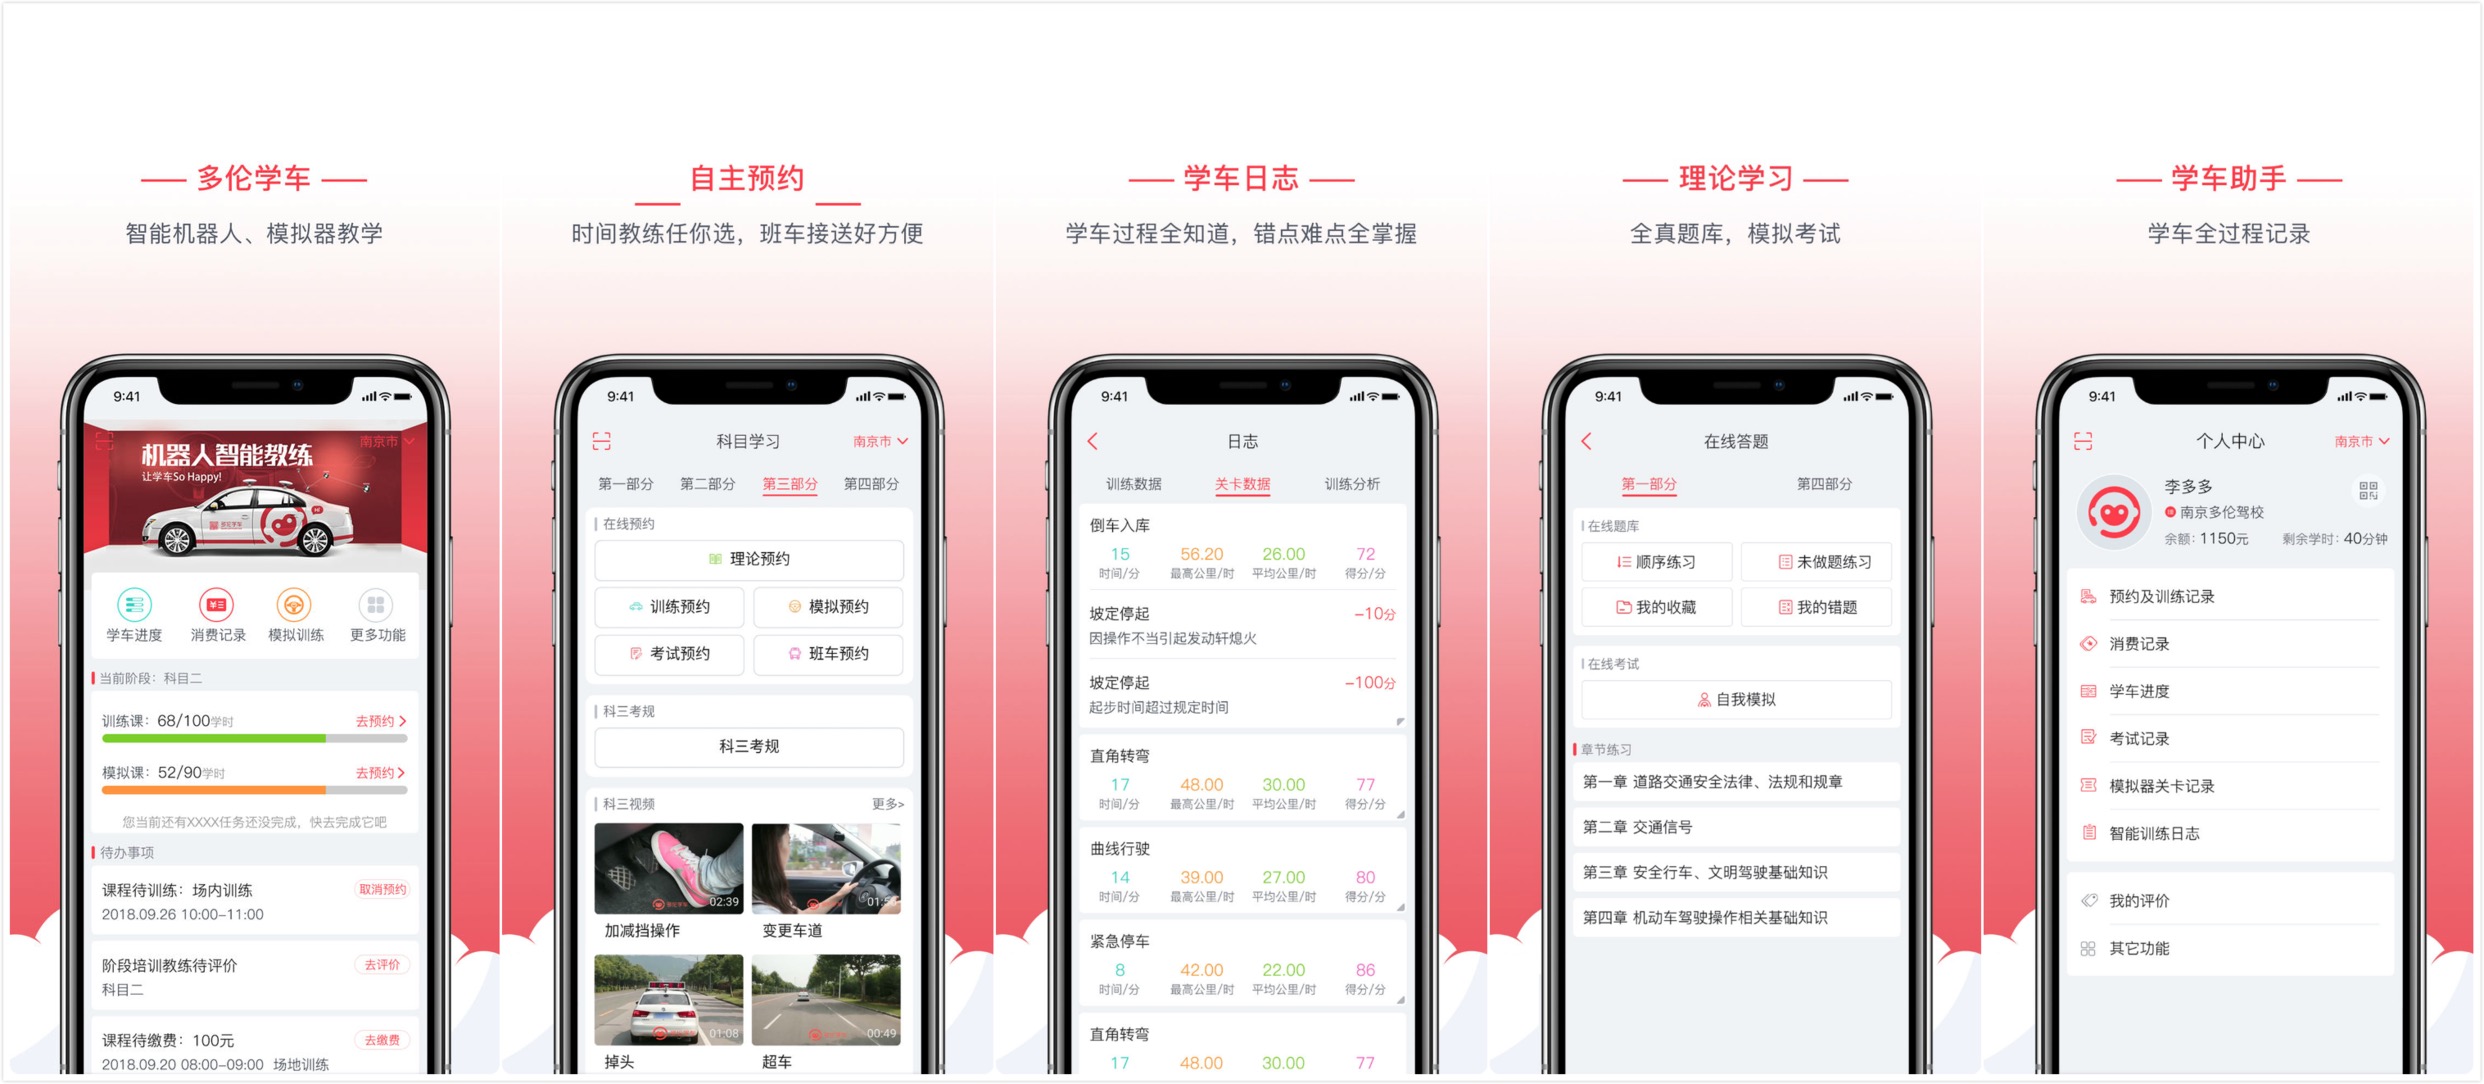 多伦学车
智能机器人、模拟器教学
9:41
南京市
机器人智能教练
让学车So Happy!
多伦学车
Hi
学车进度
消费记录
模拟训练
更多功能
当前阶段：科目二
训练课：68/100学时
去预约
模拟课：52/90学时
去预约
您当前还有XXXX任务还没完成，快去完成它吧
待办事项
课程待训练：场内训练
取消预约
2018.09.26 10:00-11:00
阶段培训教练待评价
去评价
科目二
课程待缴费：100元
去缴费
2018.09.20 08:00-09:00 场地训练
自主预约
时间教练任你选，班车接送好方便
9:41
科目学习
南京市
第一部分 第二部分 第三部分 第四部分
在线预约
理论预约
训练预约
模拟预约
考试预约
班车预约
科三考规
科三考规
科三视频
更多>
02:39
加减挡操作
变更车道
01:08
00:49
掉头
超车
学车日志
学车过程全知道，错点难点全掌握
9:41
日志
训练数据 关卡数据 训练分析
倒车入库
15 56.20 26.00 72
时间/分 最高公里/时 平均公里/时 得分/分
坡定停起
-10分
因操作不当引起发动轩熄火
坡定停起
-100分
起步时间超过规定时间
直角转弯
17 48.00 30.00 77
时间/分 最高公里/时 平均公里/时 得分/分
曲线行驶
14 39.00 27.00 80
时间/分 最高公里/时 平均公里/时 得分/分
紧急停车
8 42.00 22.00 86
时间/分 最高公里/时 平均公里/时 得分/分
直角转弯
17 48.00 30.00 77
理论学习
全真题库，模拟考试
9:41
在线答题
第一部分 第四部分
在线题库
顺序练习
未做题练习
我的收藏
我的错题
在线考试
自我模拟
章节练习
第一章 道路交通安全法律、法规和规章
第二章 交通信号
第三章 安全行车、文明驾驶基础知识
第四章 机动车驾驶操作相关基础知识
学车助手
学车全过程记录
9:41
个人中心
南京市
李多多
南京多伦驾校
余额：1150元
剩余学时：40分钟
预约及训练记录
消费记录
学车进度
考试记录
模拟器关卡记录
智能训练日志
我的评价
其它功能